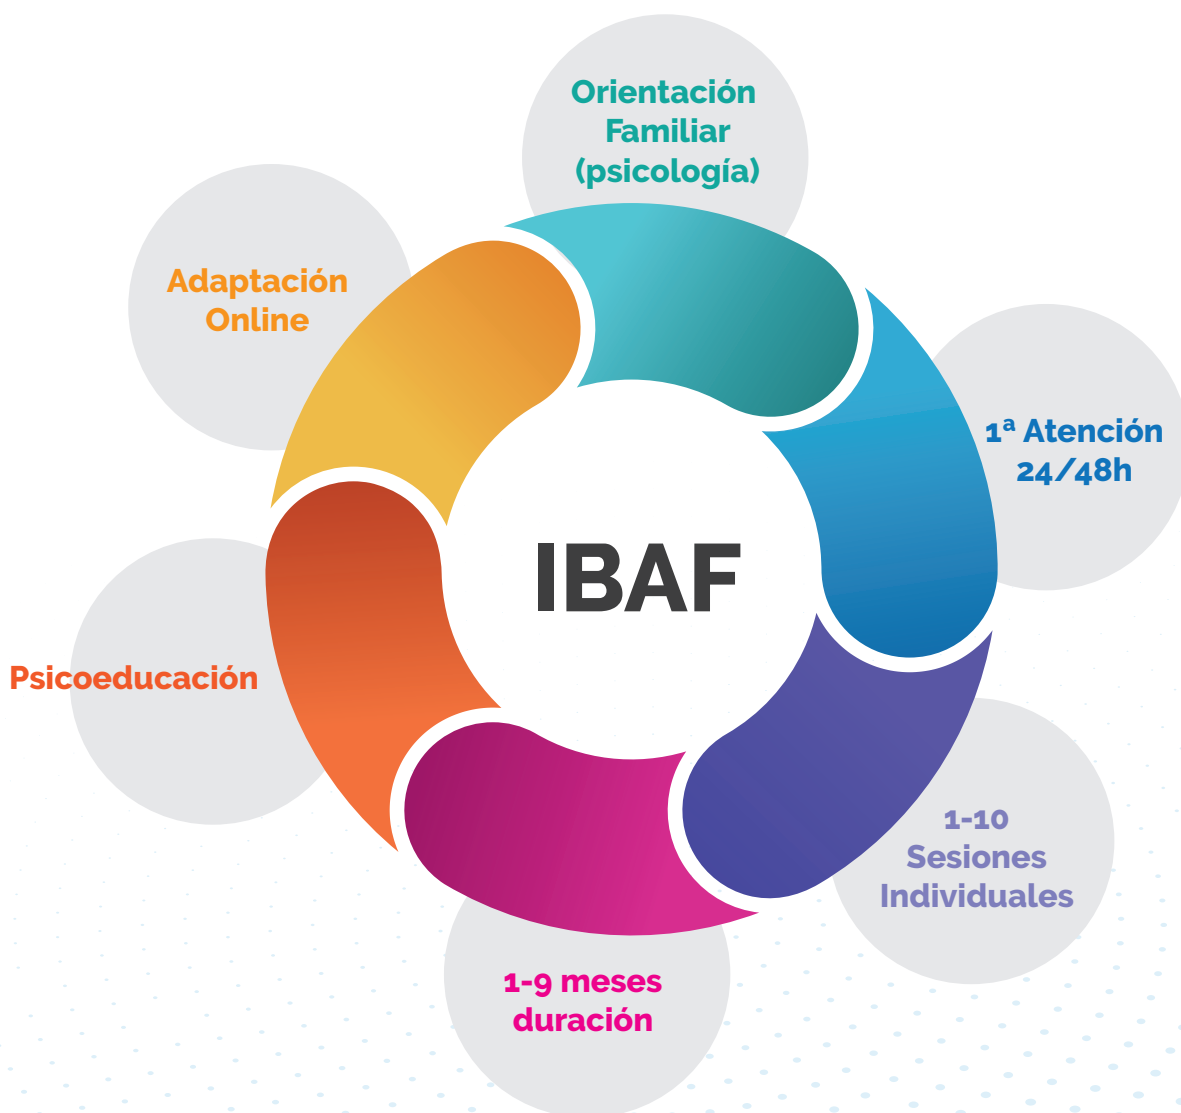 Orientación
Familiar
(psicología)
1ª Atención
24/48h
1-10
Sesiones
Individuales
1-9 meses
duración
Psicoeducación
Adaptación
Online
IBAF